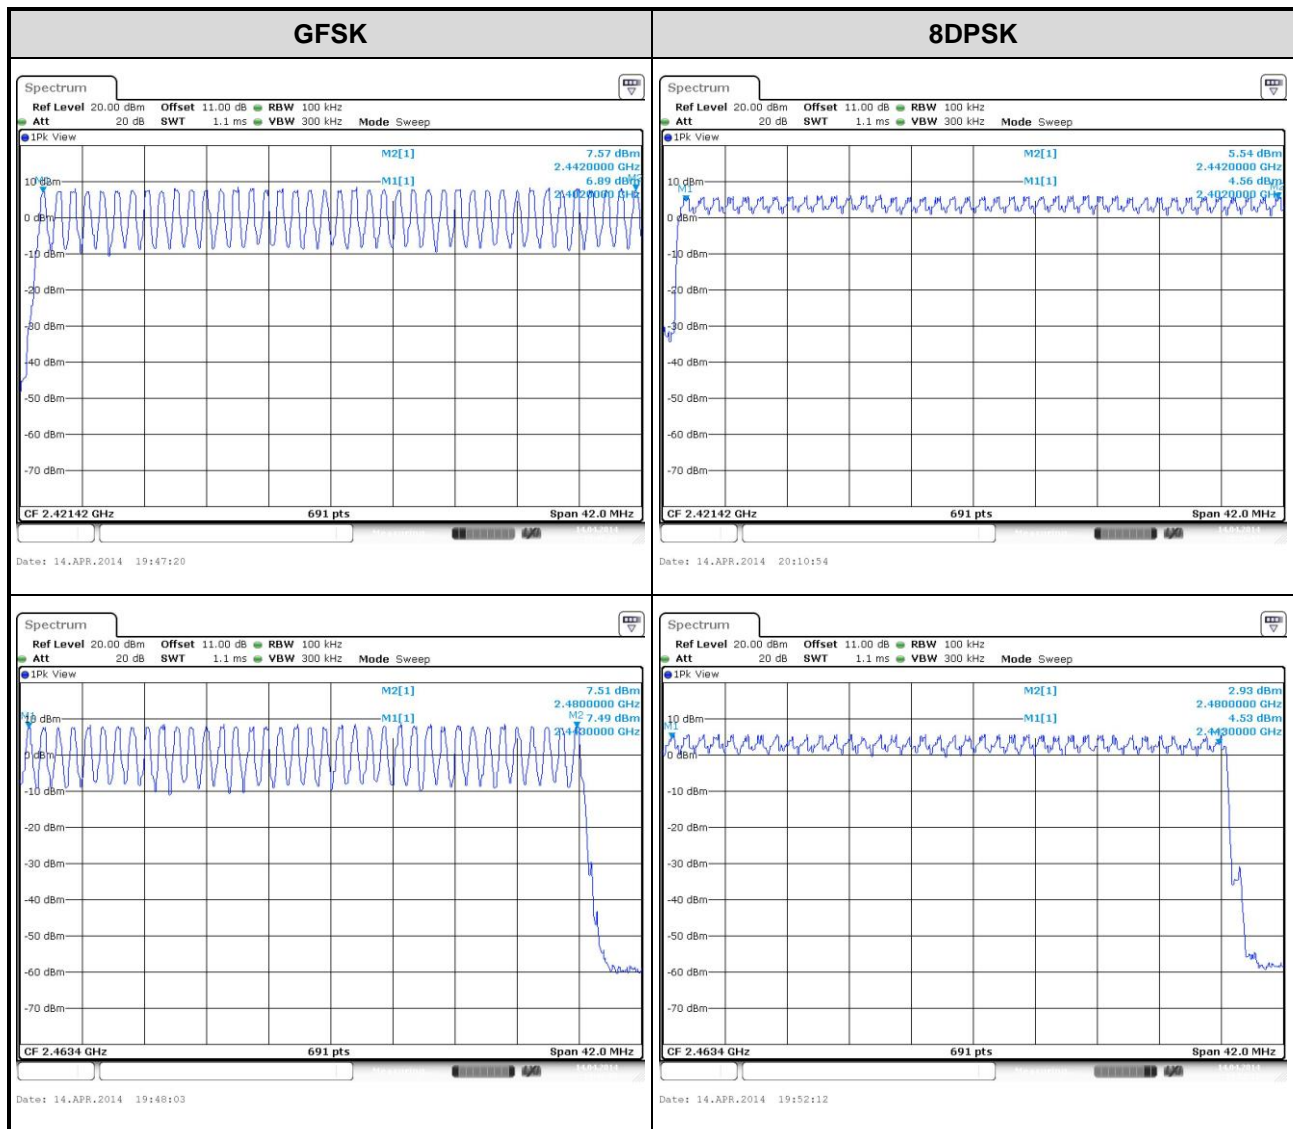 GFSK
8DPSK
Spectrum
Ref Level 20.00 dBm Offset 11.00 dB RBW 100 kHz
Att 20 dB SWT 1.1 ms VBW 300 kHz Mode Sweep
1Pk View
M2[1] 7.57 dBm
2.4420000 GHz
10 dBm M1[1] 6.89 dBm
2.4020000 GHz
0 dBm
-10 dBm
-20 dBm
-30 dBm
-40 dBm
-50 dBm
-60 dBm
-70 dBm
CF 2.42142 GHz 691 pts Span 42.0 MHz
Date: 14.APR.2014 19:47:20
Spectrum
Ref Level 20.00 dBm Offset 11.00 dB RBW 100 kHz
Att 20 dB SWT 1.1 ms VBW 300 kHz Mode Sweep
1Pk View
M2[1] 5.54 dBm
2.4420000 GHz
10 dBm M1[1] 4.56 dBm
M1 2.4020000 GHz
0 dBm
-10 dBm
-20 dBm
-30 dBm
-40 dBm
-50 dBm
-60 dBm
-70 dBm
CF 2.42142 GHz 691 pts Span 42.0 MHz
Date: 14.APR.2014 20:10:54
Spectrum
Ref Level 20.00 dBm Offset 11.00 dB RBW 100 kHz
Att 20 dB SWT 1.1 ms VBW 300 kHz Mode Sweep
1Pk View
M2[1] 7.51 dBm
2.4800000 GHz
M1 10 dBm M1[1] M2 7.49 dBm
2.4430000 GHz
0 dBm
-10 dBm
-20 dBm
-30 dBm
-40 dBm
-50 dBm
-60 dBm
-70 dBm
CF 2.4634 GHz 691 pts Span 42.0 MHz
Date: 14.APR.2014 19:48:03
Spectrum
Ref Level 20.00 dBm Offset 11.00 dB RBW 100 kHz
Att 20 dB SWT 1.1 ms VBW 300 kHz Mode Sweep
1Pk View
M2[1] 2.93 dBm
2.4800000 GHz
10 dBm M1[1] 4.53 dBm
M1 2.4430000 GHz
0 dBm
-10 dBm
-20 dBm
-30 dBm
-40 dBm
-50 dBm
-60 dBm
-70 dBm
CF 2.4634 GHz 691 pts Span 42.0 MHz
Date: 14.APR.2014 19:52:12